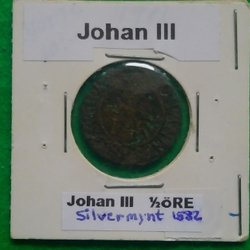 Johan III
Johan III ½öRE
Silvermynt 1582